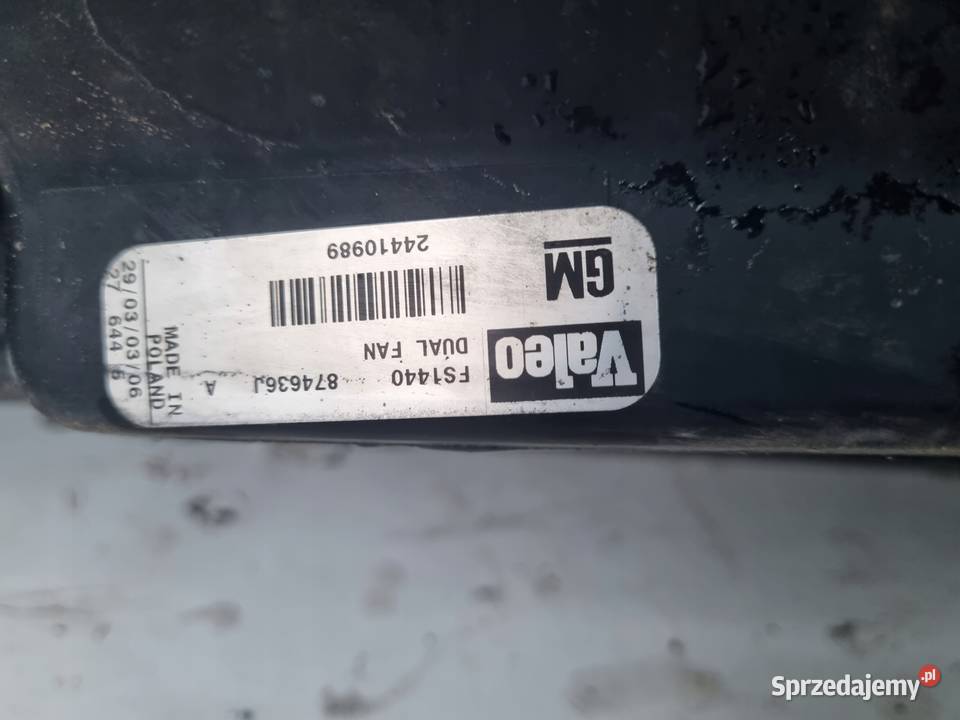 Valeo
FS1440 874636J A
DUAL FAN
GM
24410989
MADE IN
POLAND
29/03/03/06
27 644 6
Sprzedajemy.pl